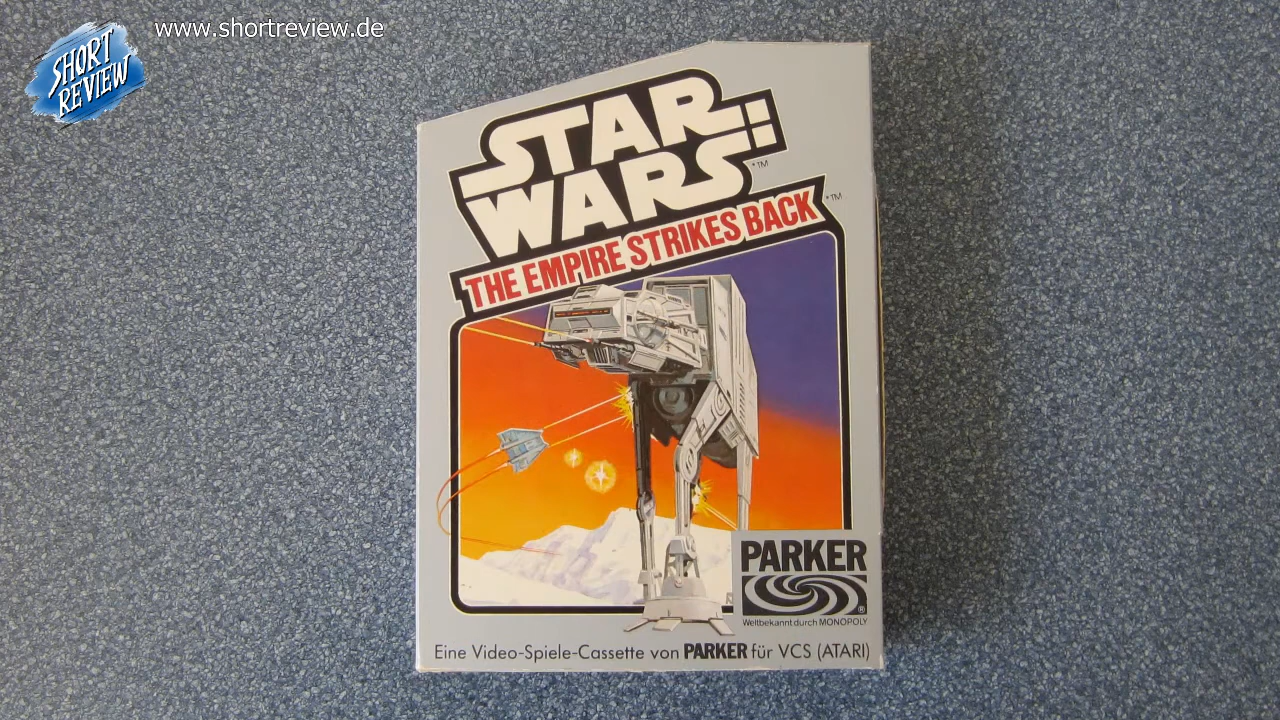 www.shortreview.de
SHORT
REVIEW
STAR
WARS
•™
THE EMPIRE STRIKES BACK
•™
PARKER
®
Weltbekannt durch MONOPOLY
Eine Video-Spiele-Cassette von PARKER für VCS (ATARI)